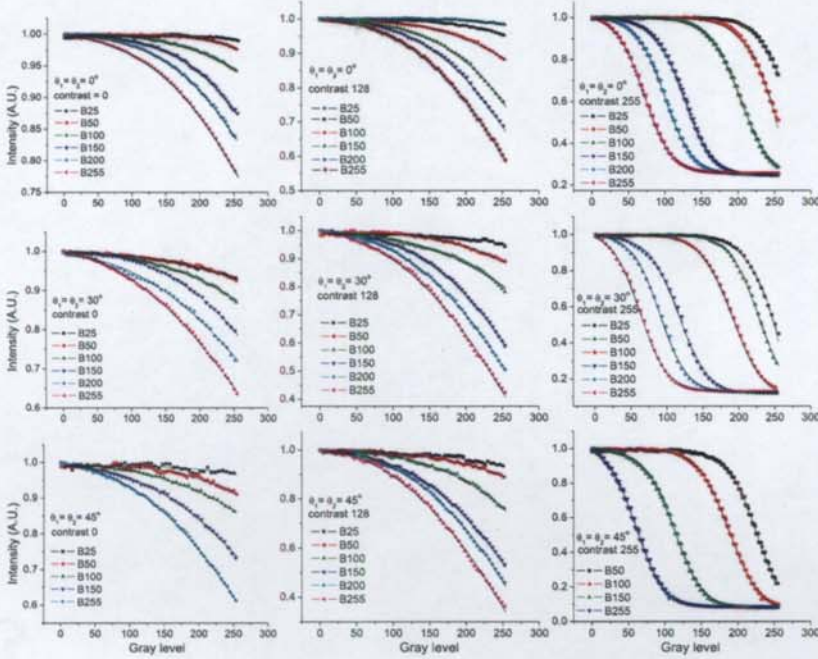 Intensity (A.U.)
1.00
0.95
0.90
0.85
0.80
0.75
θ₁= θ₂= 0°
contrast = 0
B25
B50
B100
B150
B200
B255
0 50 100 150 200 250 300
1.0
0.9
0.8
0.7
0.6
0.5
θ₁= θ₂= 0°
contrast 128
B25
B50
B100
B150
B200
B255
0 50 100 150 200 250 300
1.0
0.8
0.6
0.4
0.2
θ₁= θ₂= 0°
contrast 255
B25
B50
B100
B150
B200
B255
0 50 100 150 200 250 300
Intensity (A.U.)
1.0
0.9
0.8
0.7
0.6
θ₁= θ₂= 30°
contrast 0
B25
B50
B100
B150
B200
B255
0 50 100 150 200 250 300
1.0
0.9
0.8
0.7
0.6
0.5
0.4
θ₁= θ₂= 30°
contrast 128
B25
B50
B100
B150
B200
B255
0 50 100 150 200 250 300
1.0
0.8
0.6
0.4
0.2
θ₁= θ₂= 30°
contrast 255
B25
B50
B100
B150
B200
B255
0 50 100 150 200 250 300
Intensity (A.U.)
1.0
0.9
0.8
0.7
0.6
θ₁= θ₂= 45°
contrast 0
B25
B50
B100
B150
B255
0 50 100 150 200 250 300
Gray level
1.0
0.8
0.6
0.4
θ₁= θ₂= 45°
contrast 128
B25
B50
B100
B150
B200
B255
0 50 100 150 200 250 300
Gray level
1.0
0.8
0.6
0.4
0.2
0.0
θ₁= θ₂= 45°
contrast 255
B50
B100
B150
B255
0 50 100 150 200 250 300
Gray level